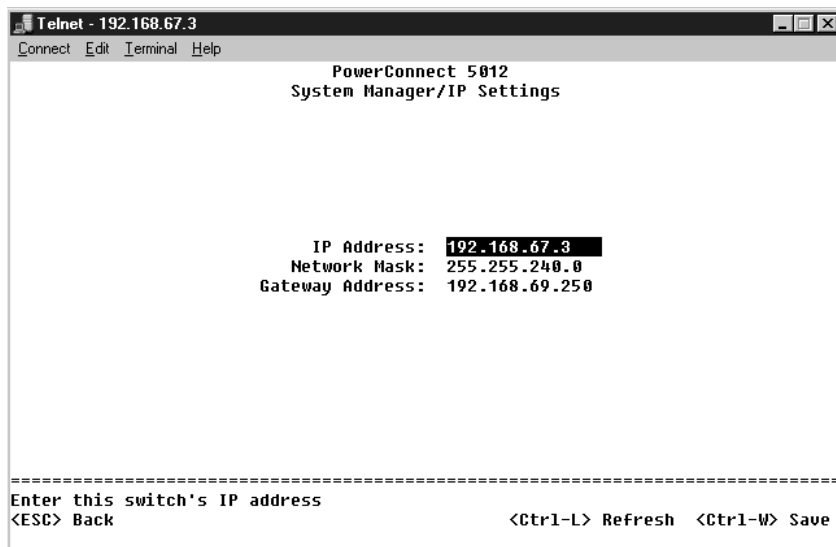 Telnet - 192.168.67.3
Connect Edit Terminal Help
PowerConnect 5012
System Manager/IP Settings
IP Address: 192.168.67.3
Network Mask: 255.255.240.0
Gateway Address: 192.168.69.250
================================================================================
Enter this switch's IP address
<ESC> Back <Ctrl-L> Refresh <Ctrl-W> Save